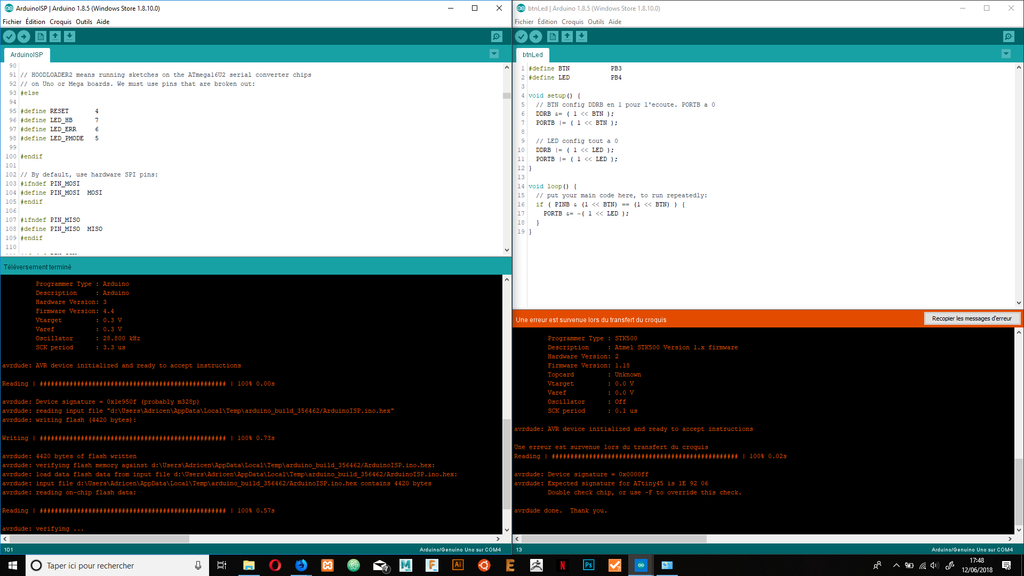 ArduinoISP | Arduino 1.8.5 (Windows Store 1.8.10.0)
Fichier Édition Croquis Outils Aide
ArduinoISP
90
91 // HOODLOADER2 means running sketches on the ATmega16U2 serial converter chips
92 // on Uno or Mega boards. We must use pins that are broken out:
93 #else
94
95 #define RESET 4
96 #define LED_HB 7
97 #define LED_ERR 6
98 #define LED_PMODE 5
99
100 #endif
101
102 // By default, use hardware SPI pins:
103 #ifndef PIN_MOSI
104 #define PIN_MOSI MOSI
105 #endif
106
107 #ifndef PIN_MISO
108 #define PIN_MISO MISO
109 #endif
110
Téléversement terminé
Programmer Type : Arduino
Description : Arduino
Hardware Version: 3
Firmware Version: 4.4
Vtarget : 0.3 V
Varef : 0.3 V
Oscillator : 28.800 kHz
SCK period : 3.3 us
avrdude: AVR device initialized and ready to accept instructions
Reading | ################################################## | 100% 0.00s
avrdude: Device signature = 0x1e950f (probably m328p)
avrdude: reading input file "d:\Users\Adricen\AppData\Local\Temp\arduino_build_356462/ArduinoISP.ino.hex"
avrdude: writing flash (4420 bytes):
Writing | ################################################## | 100% 0.73s
avrdude: 4420 bytes of flash written
avrdude: verifying flash memory against d:\Users\Adricen\AppData\Local\Temp\arduino_build_356462/ArduinoISP.ino.hex:
avrdude: load data flash data from input file d:\Users\Adricen\AppData\Local\Temp\arduino_build_356462/ArduinoISP.ino.hex:
avrdude: input file d:\Users\Adricen\AppData\Local\Temp\arduino_build_356462/ArduinoISP.ino.hex contains 4420 bytes
avrdude: reading on-chip flash data:
Reading | ################################################## | 100% 0.57s
avrdude: verifying ...
101
Arduino/Genuino Uno sur COM4
btnLed | Arduino 1.8.5 (Windows Store 1.8.10.0)
Fichier Édition Croquis Outils Aide
btnLed
1 #define BTN PB3
2 #define LED PB4
3
4 void setup() {
5 // BTN config DDRB en 1 pour l'ecoute. PORTB a 0
6 DDRB &= ( 1 << BTN );
7 PORTB |= ( 1 << BTN );
8
9 // LED config tout a 0
10 DDRB |= ( 1 << LED );
11 PORTB |= ( 1 << LED );
12 }
13
14 void loop() {
15 // put your main code here, to run repeatedly:
16 if ( PINB & (1 << BTN) == (1 << BTN) ) {
17 PORTB &= ~( 1 << LED );
18 }
19 }
Une erreur est survenue lors du transfert du croquis
Recopier les messages d'erreur
Programmer Type : STK500
Description : Atmel STK500 Version 1.x firmware
Hardware Version: 2
Firmware Version: 1.18
Topcard : Unknown
Vtarget : 0.0 V
Varef : 0.0 V
Oscillator : Off
SCK period : 0.1 us
avrdude: AVR device initialized and ready to accept instructions
Une erreur est survenue lors du transfert du croquis
Reading | ################################################## | 100% 0.02s
avrdude: Device signature = 0x0000ff
avrdude: Expected signature for ATtiny45 is 1E 92 06
Double check chip, or use -F to override this check.
avrdude done. Thank you.
13
Arduino/Genuino Uno sur COM4
Taper ici pour rechercher
17:48
12/06/2018